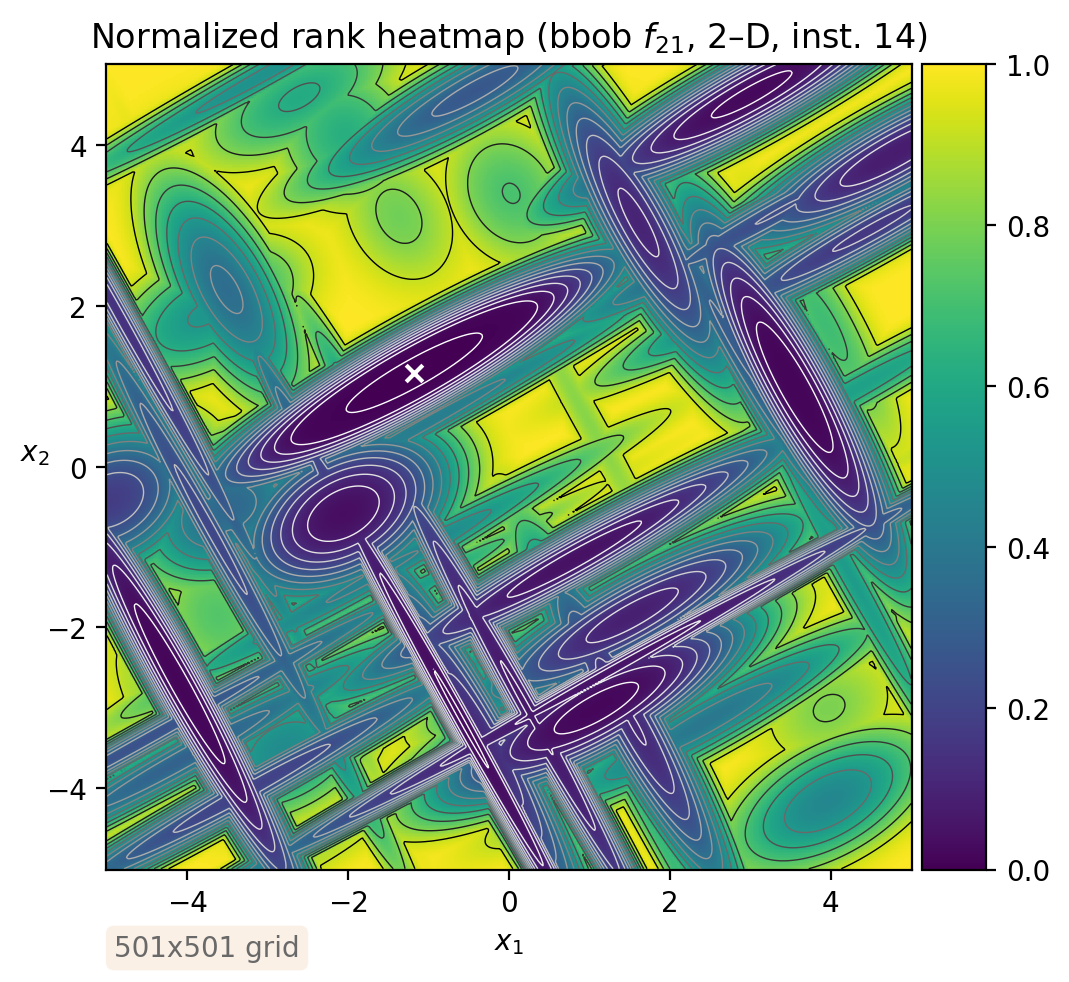 Normalized rank heatmap (bbob f21, 2–D, inst. 14)
1.0
0.8
0.6
0.4
0.2
0.0
4
2
0
−2
−4
x2
−4 −2 0 2 4
x1
501x501 grid